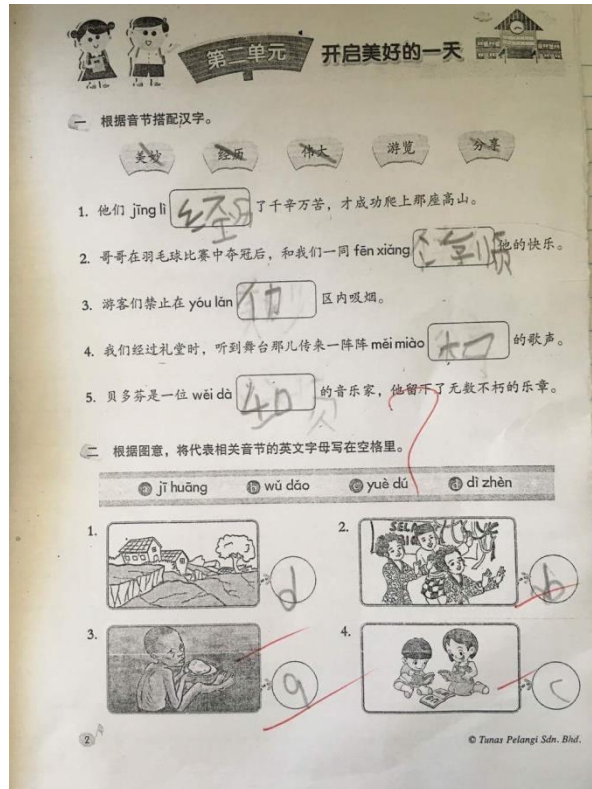 第二单元 开启美好的一天
一 根据音节搭配汉字。
美妙 经历 伟大 游览 分享
1. 他们 jīng lì 经 了千辛万苦，才成功爬上那座高山。
2. 哥哥在羽毛球比赛中夺冠后，和我们一同 fēn xiǎng 他的快乐。
3. 游客们禁止在 yóu lǎn 区内吸烟。
4. 我们经过礼堂时，听到舞台那儿传来一阵阵 měi miào 的歌声。
5. 贝多芬是一位 wěi dà 的音乐家，他留下了无数不朽的乐章。
二 根据图意，将代表相关音节的英文字母写在空格里。
a jī huāng b wǔ dǎo c yuè dú d dì zhèn
1. d 2. b
3. a 4. c
2
© Tunas Pelangi Sdn. Bhd.